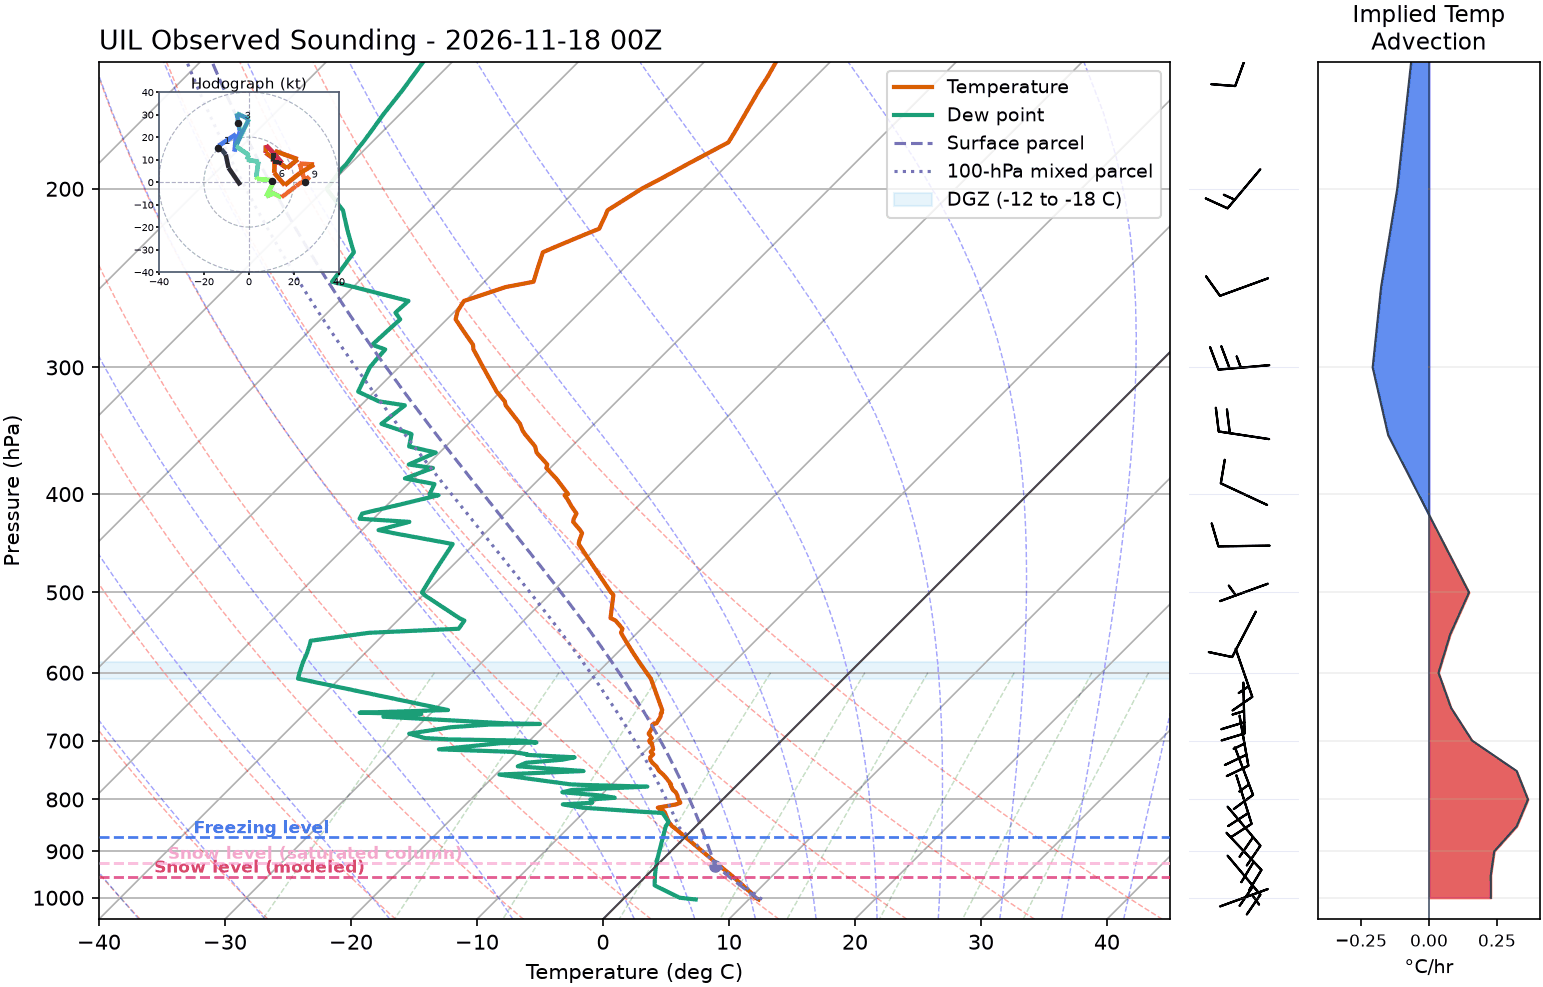 UIL Observed Sounding - 2026-11-18 00Z
Implied Temp
Advection
Hodograph (kt)
40
30
20
10
0
−10
−20
−30
−40
−40
−20
0
20
40
1
3
6
9
Temperature
Dew point
Surface parcel
100-hPa mixed parcel
DGZ (-12 to -18 C)
Pressure (hPa)
200
300
400
500
600
700
800
900
1000
Freezing level
Snow level (saturated column)
Snow level (modeled)
−40
−30
−20
−10
0
10
20
30
40
Temperature (deg C)
−0.25
0.00
0.25
°C/hr